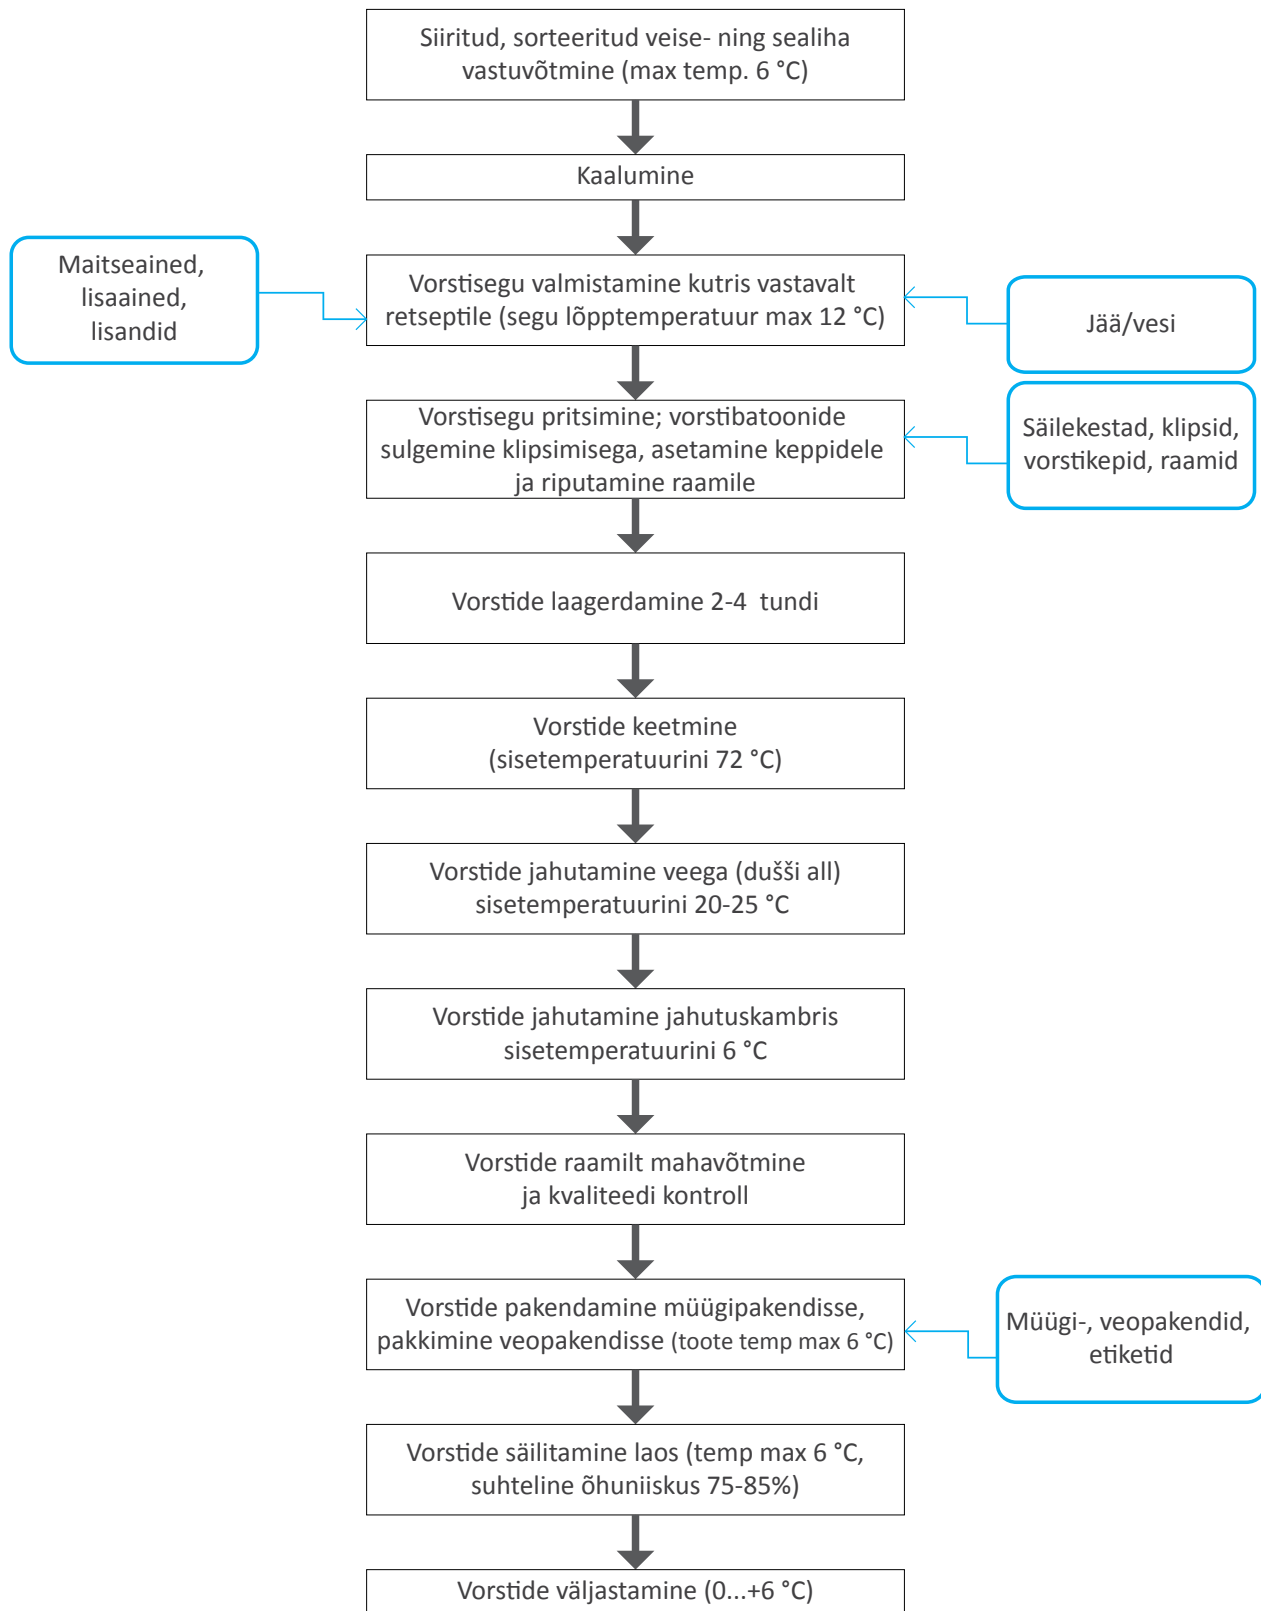 Siiritud, sorteeritud veise- ning sealiha
vastuvõtmine (max temp. 6 °C)
Kaalumine
Maitseained,
lisaained,
lisandid
Vorstisegu valmistamine kutris vastavalt
retseptile (segu lõpptemperatuur max 12 °C)
Jää/vesi
Vorstisegu pritsimine; vorstibatoonide
sulgemine klipsimisega, asetamine keppidele
ja riputamine raamile
Säilekestad, klipsid,
vorstikepid, raamid
Vorstide laagerdamine 2-4 tundi
Vorstide keetmine
(sisetemperatuurini 72 °C)
Vorstide jahutamine veega (dušši all)
sisetemperatuurini 20-25 °C
Vorstide jahutamine jahutuskambris
sisetemperatuurini 6 °C
Vorstide raamilt mahavõtmine
ja kvaliteedi kontroll
Vorstide pakendamine müügipakendisse,
pakkimine veopakendisse (toote temp max 6 °C)
Müügi-, veopakendid,
etiketid
Vorstide säilitamine laos (temp max 6 °C,
suhteline õhuniiskus 75-85%)
Vorstide väljastamine (0...+6 °C)